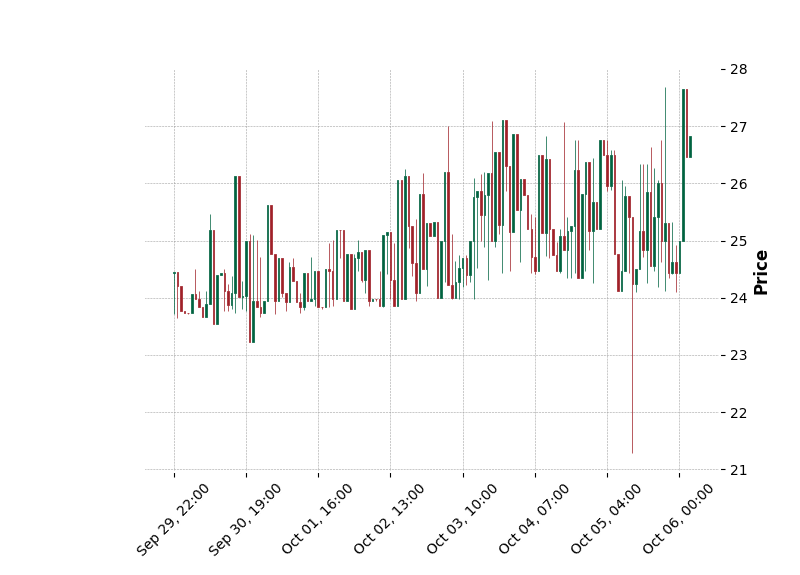 28
27
26
25
24
23
22
21
Price
Sep 29, 22:00
Sep 30, 19:00
Oct 01, 16:00
Oct 02, 13:00
Oct 03, 10:00
Oct 04, 07:00
Oct 05, 04:00
Oct 06, 00:00